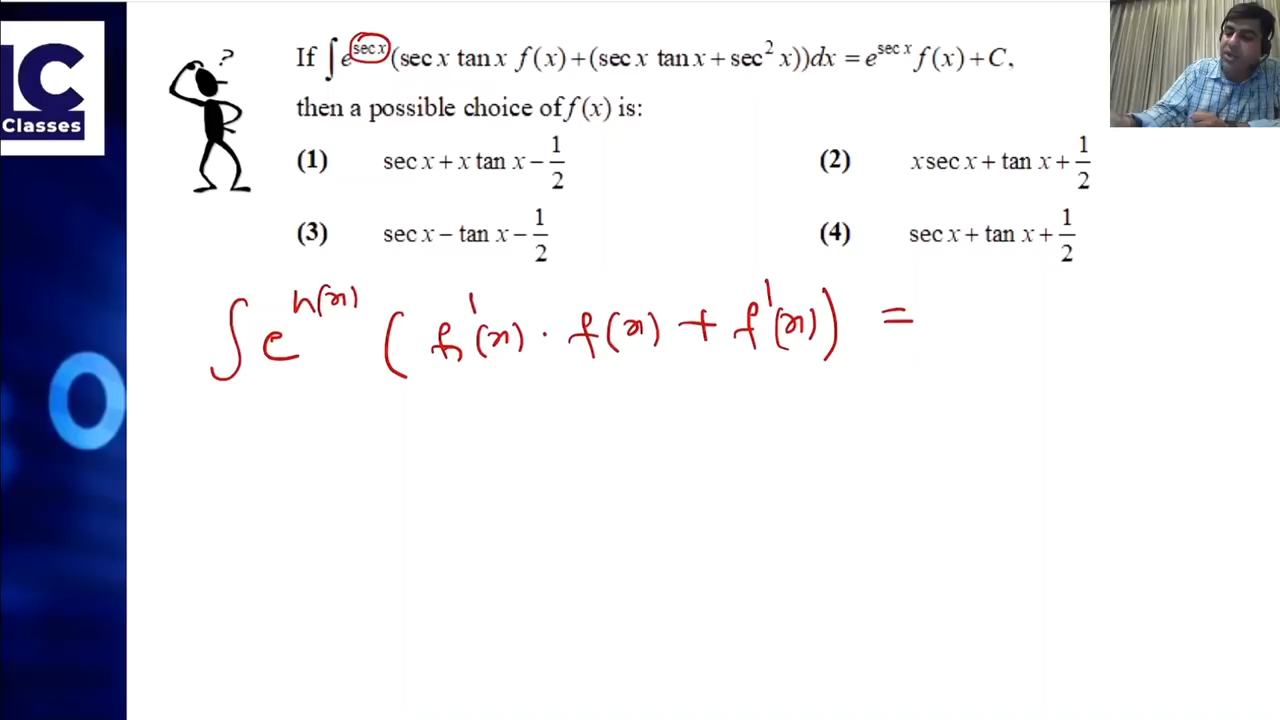 IC
Classes
?
If ∫e^{sec x}(sec x tan x f(x)+(sec x tan x+sec² x))dx = e^{sec x} f(x)+C,
then a possible choice of f(x) is:
(1) sec x + x tan x − 1/2
(2) x sec x + tan x + 1/2
(3) sec x − tan x − 1/2
(4) sec x + tan x + 1/2
∫ e^{h(x)} ( h'(x) · f(x) + f'(x) ) =